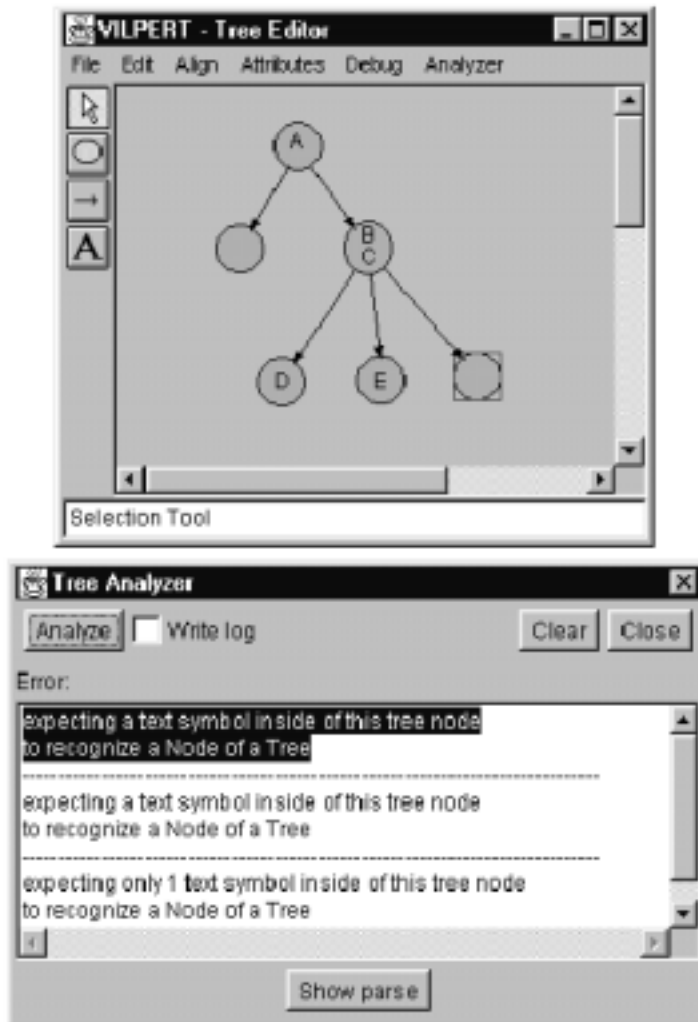 VILPERT - Tree Editor
File Edit Align Attributes Debug Analyzer
A
A
B
C
D E
Selection Tool
Tree Analyzer
Analyze Write log Clear Close
Error:
expecting a text symbol inside of this tree node
to recognize a Node of a Tree
expecting a text symbol inside of this tree node
to recognize a Node of a Tree
expecting only 1 text symbol inside of this tree node
to recognize a Node of a Tree
Show parse